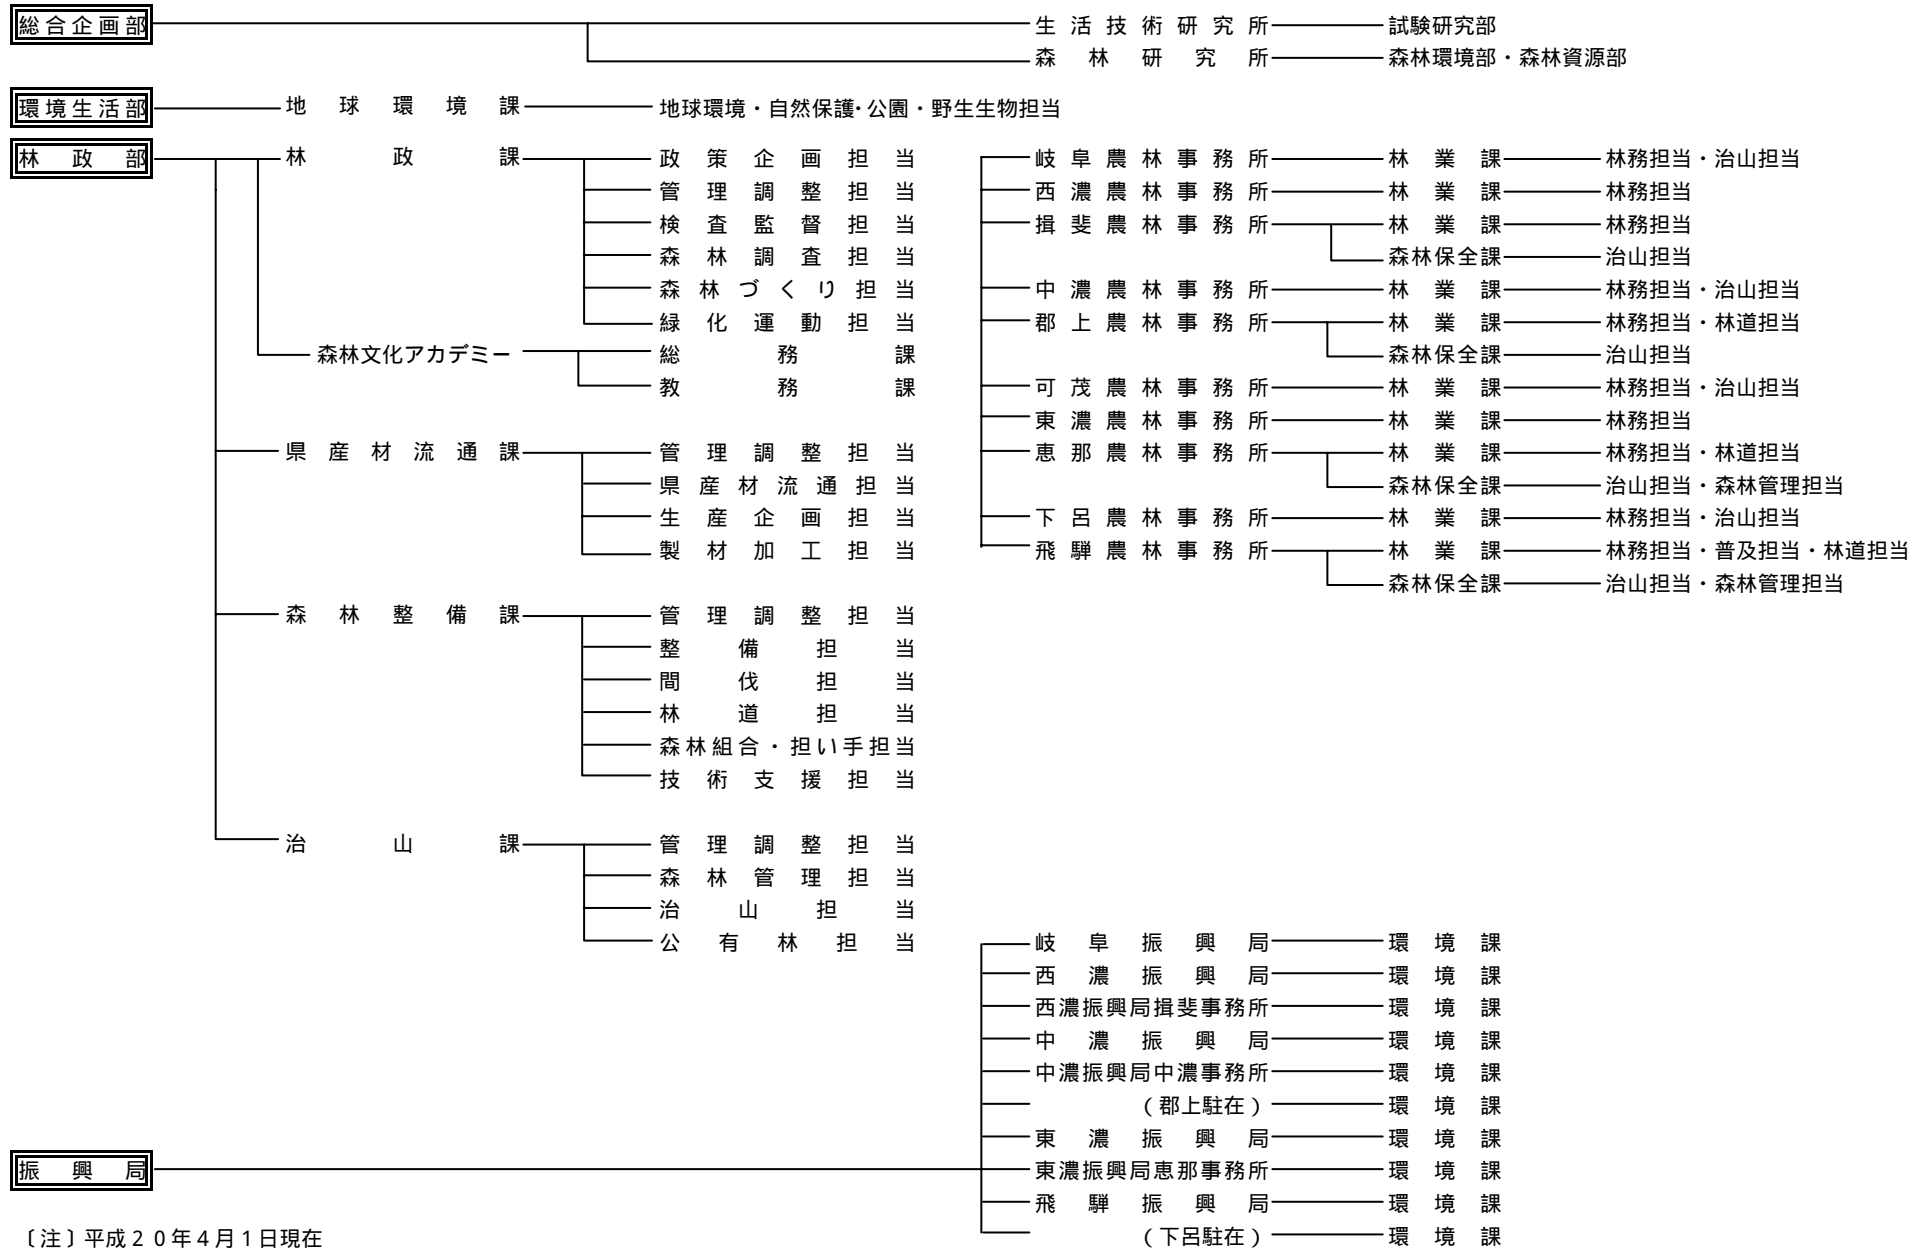 総合企画部 生活技術研究所 試験研究部
森林研究所 森林環境部・森林資源部
環境生活部 地球環境課 地球環境・自然保護・公園・野生生物担当
林政部 林政課 政策企画担当 岐阜農林事務所 林業課 林務担当・治山担当
管理調整担当 西濃農林事務所 林業課 林務担当
検査監督担当 揖斐農林事務所 林業課 林務担当
森林調査担当 森林保全課 治山担当
森林づくり担当 中濃農林事務所 林業課 林務担当・治山担当
緑化運動担当 郡上農林事務所 林業課 林務担当・林道担当
森林文化アカデミー 総務課 森林保全課 治山担当
教務課 可茂農林事務所 林業課 林務担当・治山担当
東濃農林事務所 林業課 林務担当
県産材流通課 管理調整担当 恵那農林事務所 林業課 林務担当・林道担当
県産材流通担当 森林保全課 治山担当・森林管理担当
生産企画担当 下呂農林事務所 林業課 林務担当・治山担当
製材加工担当 飛騨農林事務所 林業課 林務担当・普及担当・林道担当
森林保全課 治山担当・森林管理担当
森林整備課 管理調整担当
整備担当
間伐担当
林道担当
森林組合・担い手担当
技術支援担当
治山課 管理調整担当
森林管理担当
治山担当
公有林担当 岐阜振興局 環境課
西濃振興局 環境課
西濃振興局揖斐事務所 環境課
中濃振興局 環境課
中濃振興局中濃事務所 環境課
(郡上駐在) 環境課
東濃振興局 環境課
振興局 東濃振興局恵那事務所 環境課
飛騨振興局 環境課
(下呂駐在) 環境課
〔注〕平成20年4月1日現在